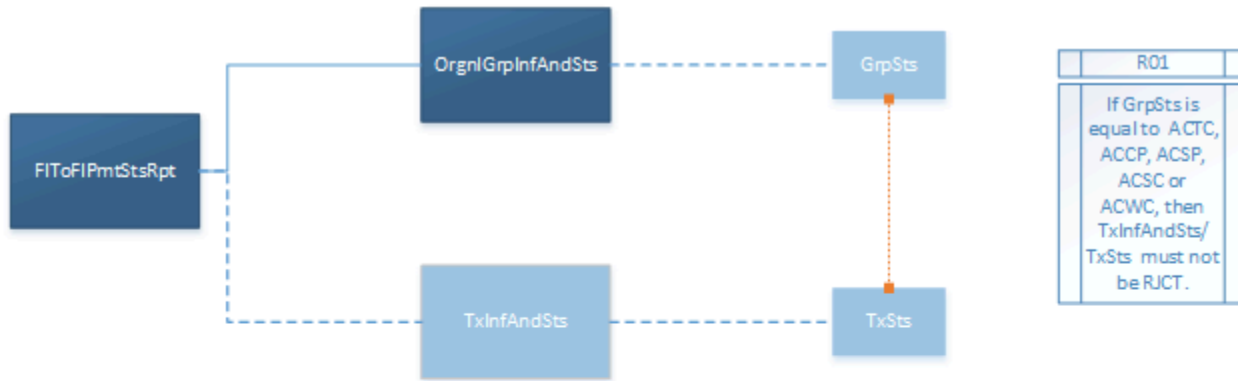 OrgnlGrpInfAndSts
GrpSts
FIToFIPmtStsRpt
TxInfAndSts
TxSts
R01
If GrpSts is
equal to ACTC,
ACCP, ACSP,
ACSC or
ACWC, then
TxInfAndSts/
TxSts must not
be RJCT.